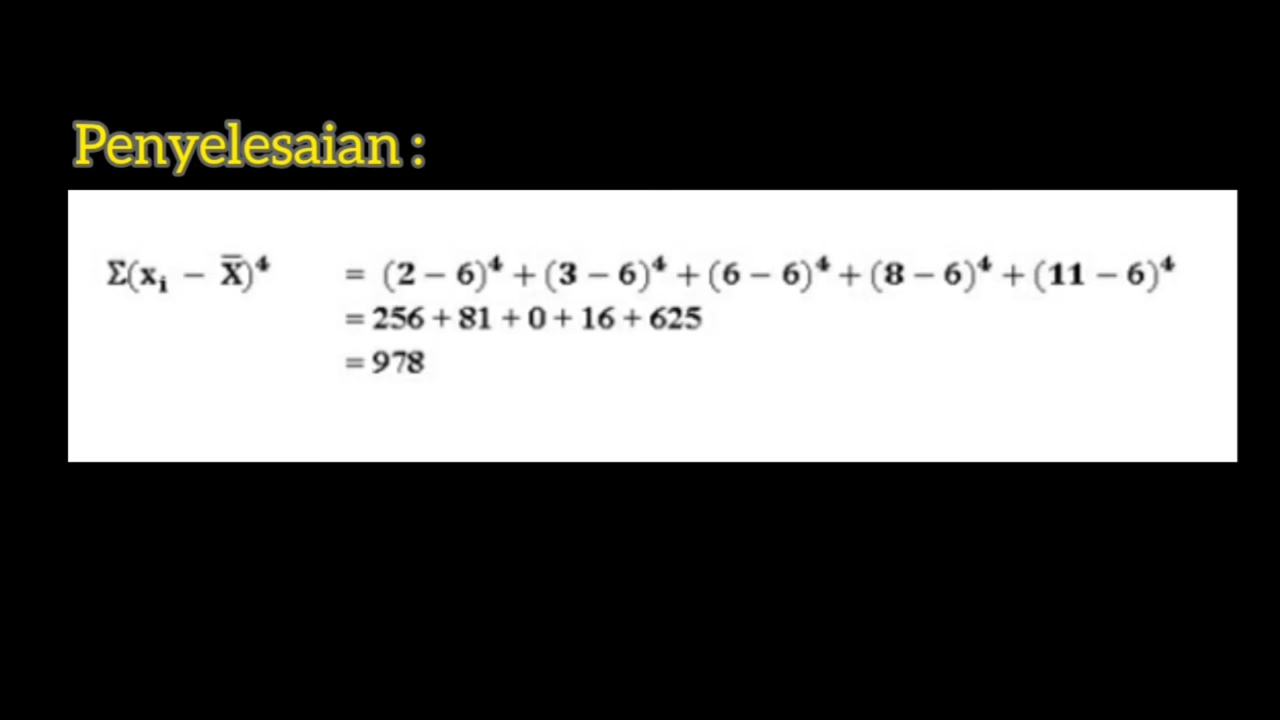 Penyelesaian :
Σ(xᵢ − X̅)⁴ = (2 − 6)⁴ + (3 − 6)⁴ + (6 − 6)⁴ + (8 − 6)⁴ + (11 − 6)⁴
= 256 + 81 + 0 + 16 + 625
= 978